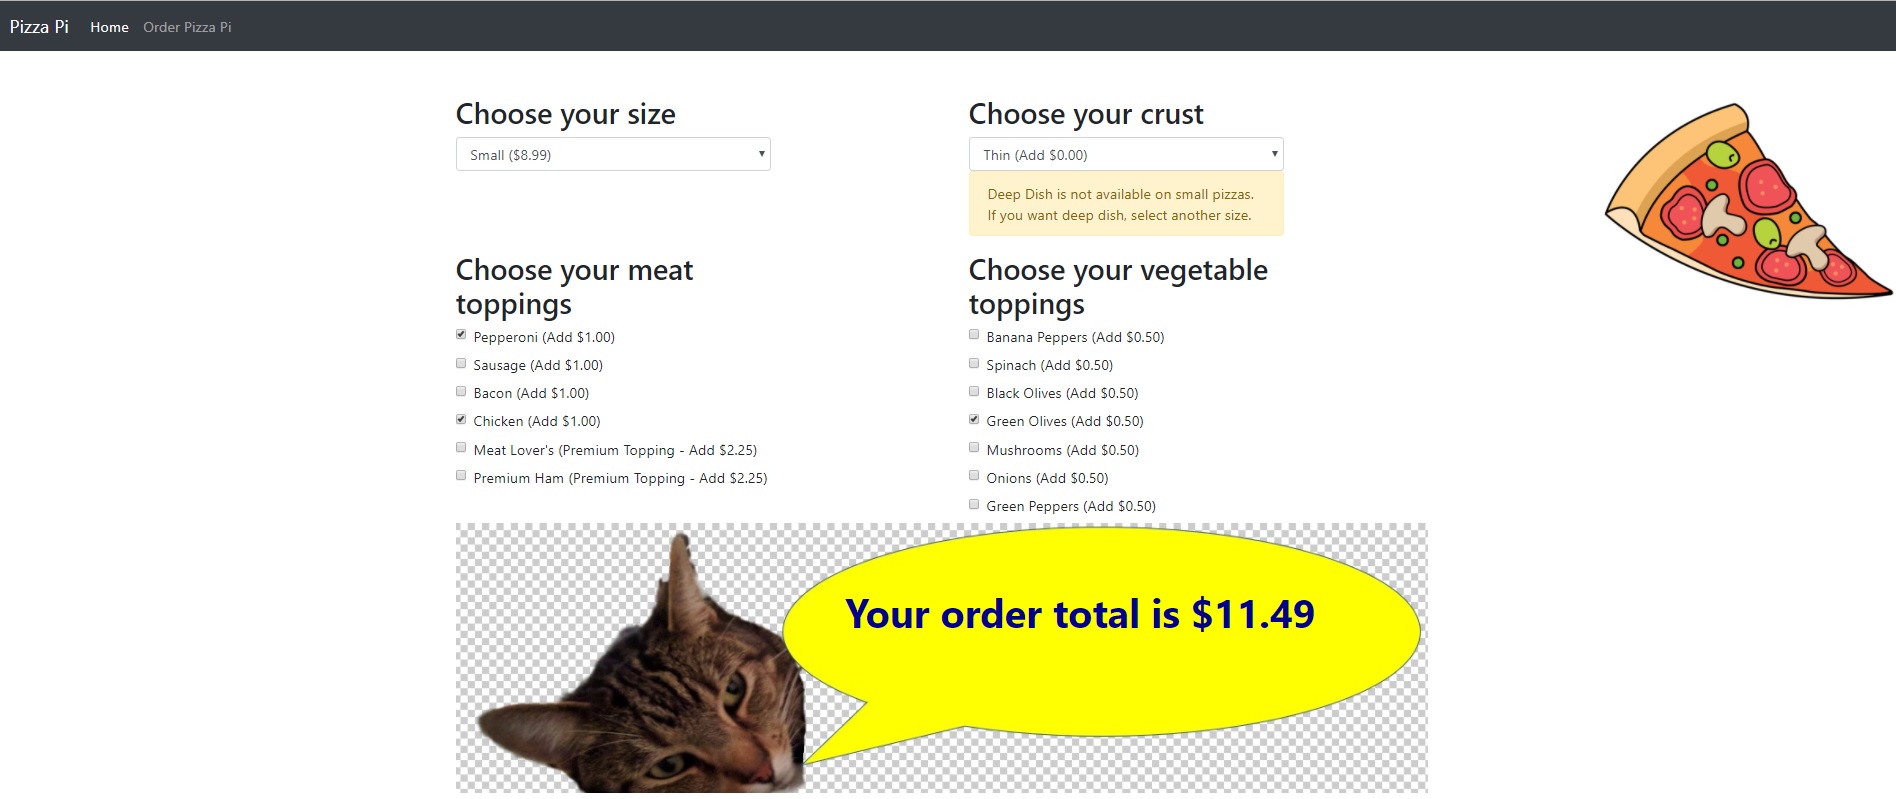 Pizza Pi Home Order Pizza Pi
Choose your size
Small ($8.99)
Choose your crust
Thin (Add $0.00)
Deep Dish is not available on small pizzas.
If you want deep dish, select another size.
Choose your meat
toppings
Pepperoni (Add $1.00)
Sausage (Add $1.00)
Bacon (Add $1.00)
Chicken (Add $1.00)
Meat Lover's (Premium Topping - Add $2.25)
Premium Ham (Premium Topping - Add $2.25)
Choose your vegetable
toppings
Banana Peppers (Add $0.50)
Spinach (Add $0.50)
Black Olives (Add $0.50)
Green Olives (Add $0.50)
Mushrooms (Add $0.50)
Onions (Add $0.50)
Green Peppers (Add $0.50)
Your order total is $11.49